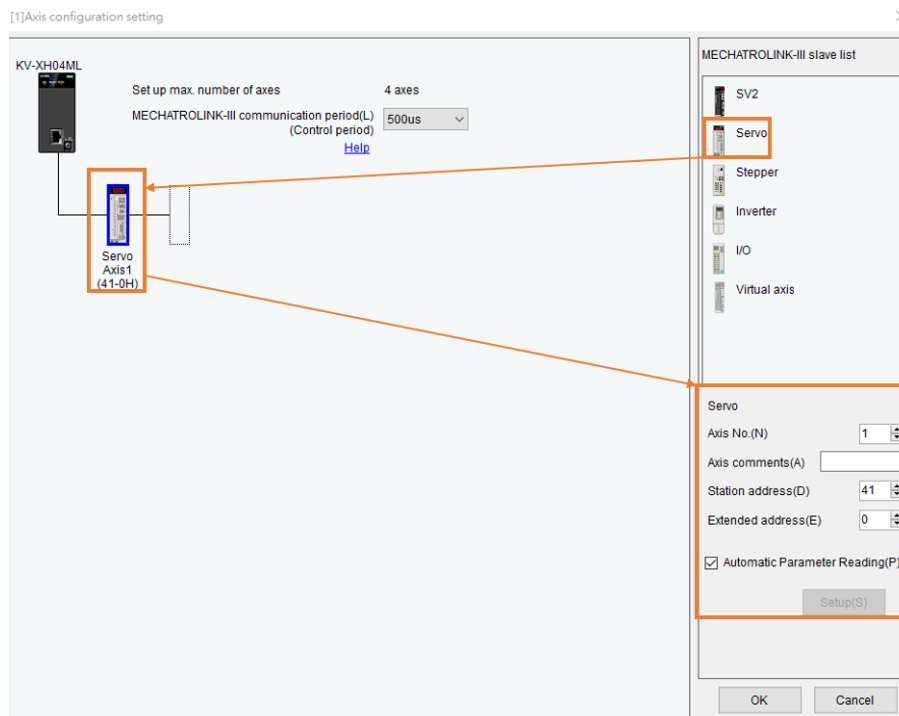 [1]Axis configuration setting
KV-XH04ML
Set up max. number of axes 4 axes
MECHATROLINK-III communication period(L) 500us
(Control period)
Help
Servo
Axis1
(41-0H)
MECHATROLINK-III slave list
SV2
Servo
Stepper
Inverter
I/O
Virtual axis
Servo
Axis No.(N) 1
Axis comments(A)
Station address(D) 41
Extended address(E) 0
Automatic Parameter Reading(P)
Setup(S)
OK Cancel